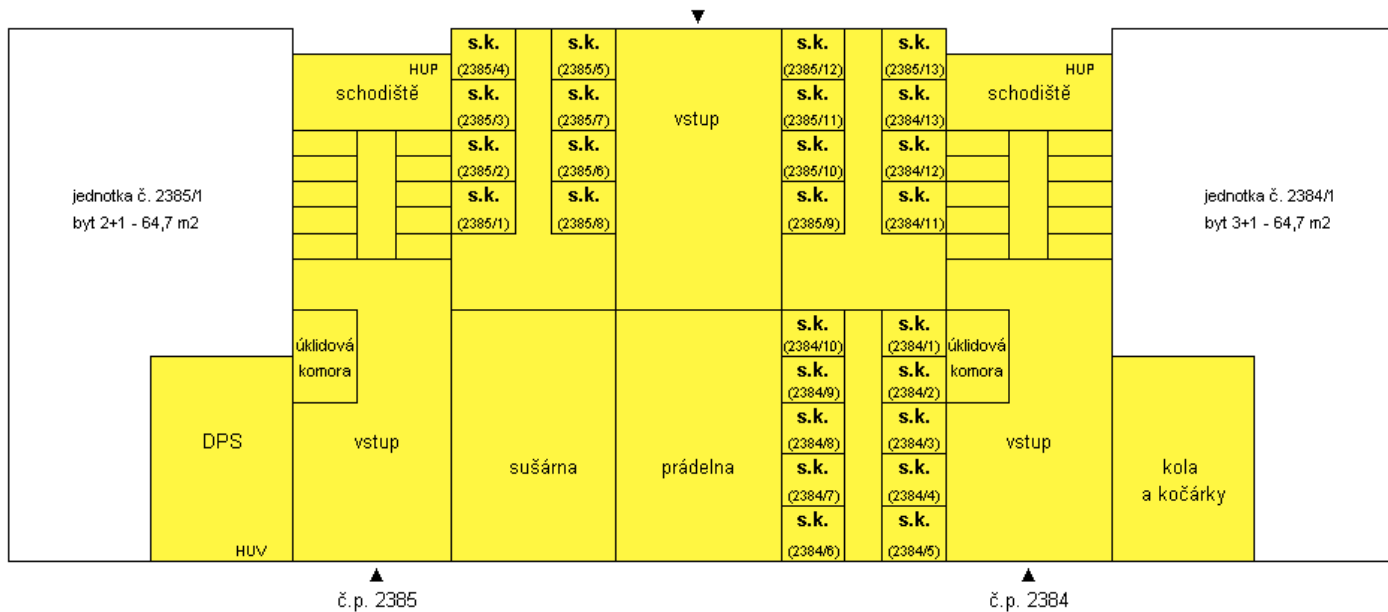 s.k.
(2385/4)
s.k.
(2385/5)
s.k.
(2385/12)
s.k.
(2385/13)
HUP
schodiště
HUP
schodiště
s.k.
(2385/3)
s.k.
(2385/7)
vstup
s.k.
(2385/11)
s.k.
(2384/13)
s.k.
(2385/2)
s.k.
(2385/6)
s.k.
(2385/10)
s.k.
(2384/12)
jednotka č. 2385/1
byt 2+1 - 64,7 m2
s.k.
(2385/1)
s.k.
(2385/8)
s.k.
(2385/9)
s.k.
(2384/11)
jednotka č. 2384/1
byt 3+1 - 64,7 m2
úklidová
komora
s.k.
(2384/10)
s.k.
(2384/1)
úklidová
komora
s.k.
(2384/9)
s.k.
(2384/2)
DPS
vstup
sušárna
prádelna
s.k.
(2384/8)
s.k.
(2384/3)
vstup
kola
a kočárky
s.k.
(2384/7)
s.k.
(2384/4)
HUV
s.k.
(2384/6)
s.k.
(2384/5)
č.p. 2385
č.p. 2384